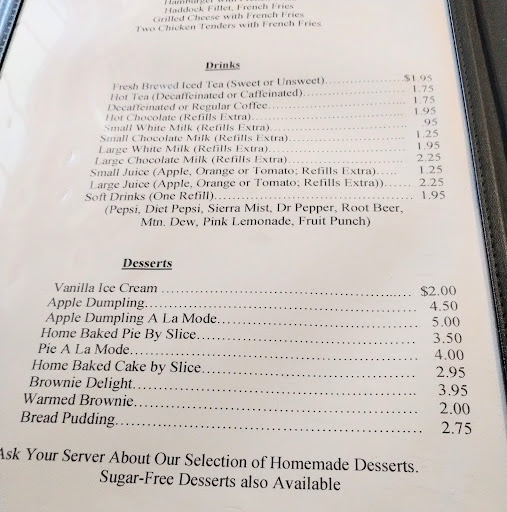 Hamburger with French Fries
Haddock Fillet, French Fries
Grilled Cheese with French Fries
Two Chicken Tenders with French Fries
Drinks
Fresh Brewed Iced Tea (Sweet or Unsweet) $1.95
Hot Tea (Decaffeinated or Caffeinated) 1.75
Decaffeinated or Regular Coffee 1.75
Hot Chocolate (Refills Extra) 1.95
Small White Milk (Refills Extra) 95
Small Chocolate Milk (Refills Extra) 1.25
Large White Milk (Refills Extra) 1.95
Large Chocolate Milk (Refills Extra) 2.25
Small Juice (Apple, Orange or Tomato; Refills Extra) 1.25
Large Juice (Apple, Orange or Tomato; Refills Extra)) 2.25
Soft Drinks (One Refill) 1.95
(Pepsi, Diet Pepsi, Sierra Mist, Dr Pepper, Root Beer,
Mtn. Dew, Pink Lemonade, Fruit Punch)
Desserts
Vanilla Ice Cream $2.00
Apple Dumpling 4.50
Apple Dumpling A La Mode 5.00
Home Baked Pie By Slice 3.50
Pie A La Mode 4.00
Home Baked Cake by Slice 2.95
Brownie Delight 3.95
Warmed Brownie 2.00
Bread Pudding 2.75
Ask Your Server About Our Selection of Homemade Desserts.
Sugar-Free Desserts also Available